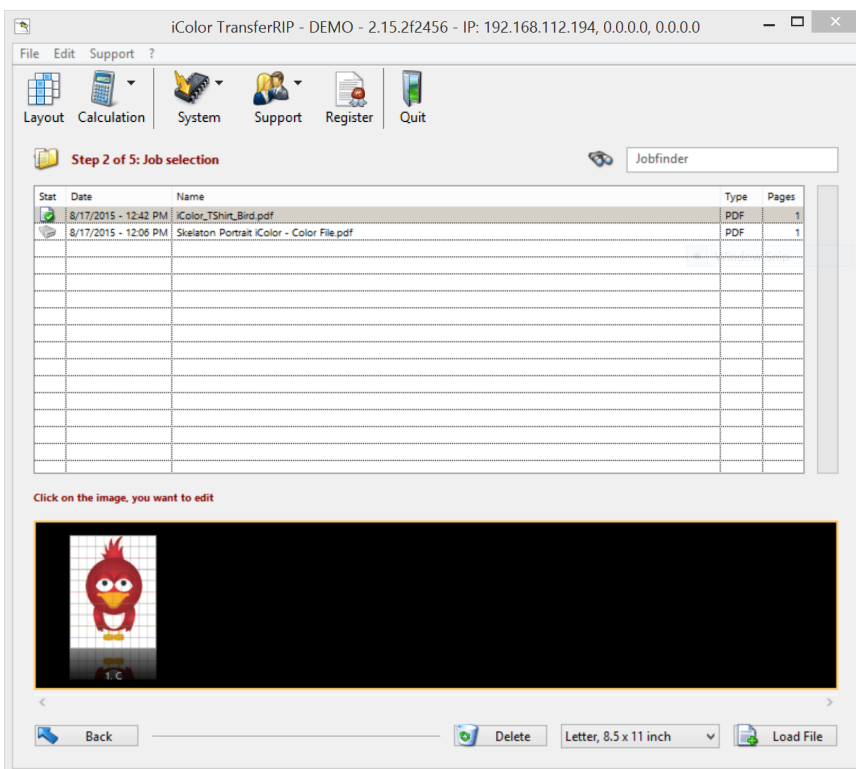 iColor TransferRIP - DEMO - 2.15.2f2456 - IP: 192.168.112.194, 0.0.0.0, 0.0.0.0
File Edit Support ?
Layout Calculation System Support Register Quit
Step 2 of 5: Job selection Jobfinder
Stat Date Name Type Pages
8/17/2015 - 12:42 PM iColor_TShirt_Bird.pdf PDF 1
8/17/2015 - 12:06 PM Skelaton Portrait iColor - Color File.pdf PDF 1
Window Snip
Click on the image, you want to edit
1. C
Back Delete Letter, 8.5 x 11 inch Load File